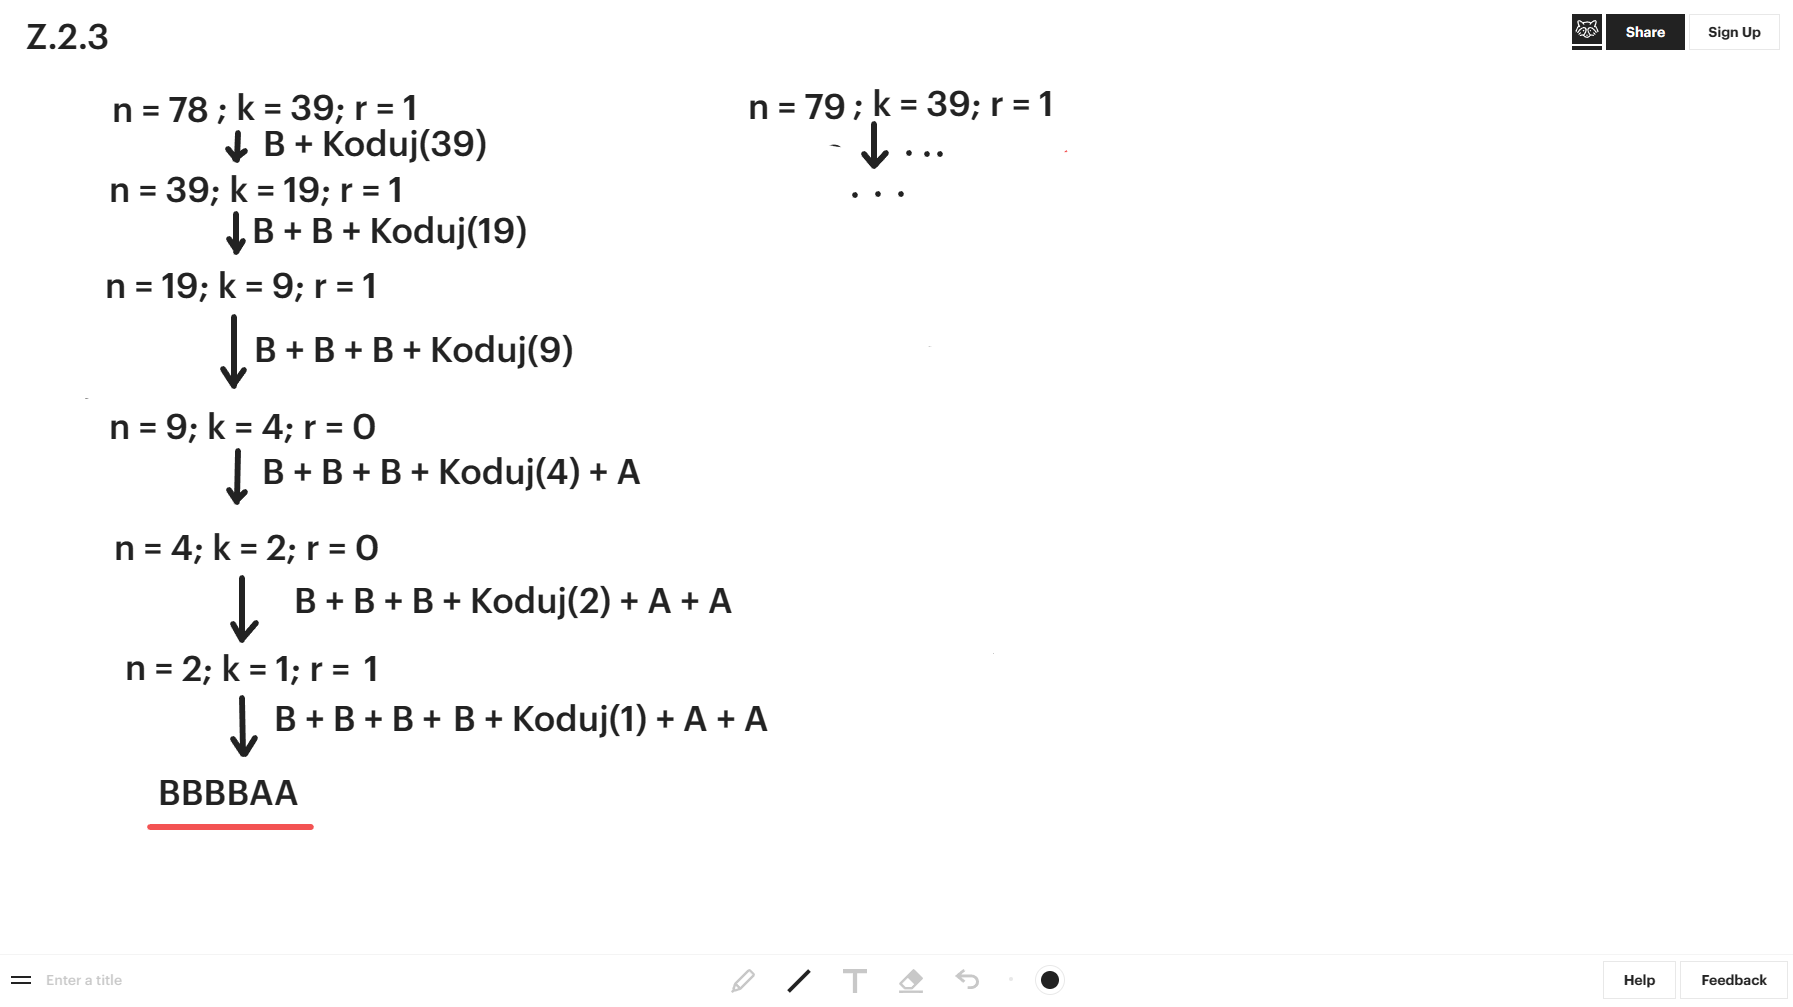 Z.2.3
Share
Sign Up
n = 78 ; k = 39; r = 1
B + Koduj(39)
n = 39; k = 19; r = 1
B + B + Koduj(19)
n = 19; k = 9; r = 1
B + B + B + Koduj(9)
n = 9; k = 4; r = 0
B + B + B + Koduj(4) + A
n = 4; k = 2; r = 0
B + B + B + Koduj(2) + A + A
n = 2; k = 1; r = 1
B + B + B + B + Koduj(1) + A + A
BBBBAA
n = 79 ; k = 39; r = 1
...
...
Enter a title
Help
Feedback